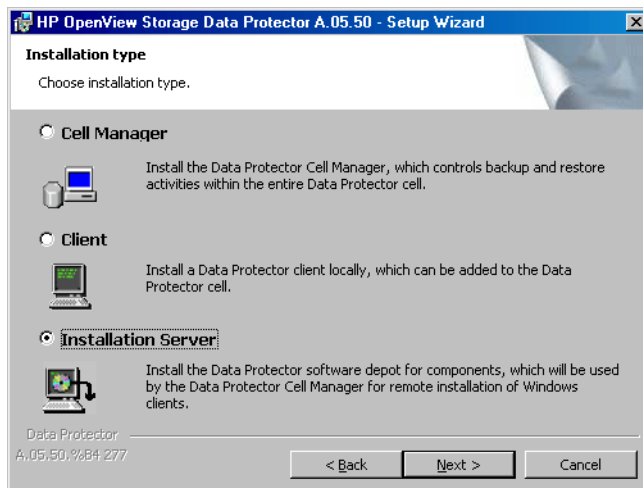 HP OpenView Storage Data Protector A.05.50 - Setup Wizard
Installation type
Choose installation type.
Cell Manager
Install the Data Protector Cell Manager, which controls backup and restore
activities within the entire Data Protector cell.
Client
Install a Data Protector client locally, which can be added to the Data
Protector cell.
Installation Server
Install the Data Protector software depot for components, which will be used
by the Data Protector Cell Manager for remote installation of Windows
clients.
Data Protector
A.05.50.%B4 277
< Back
Next >
Cancel